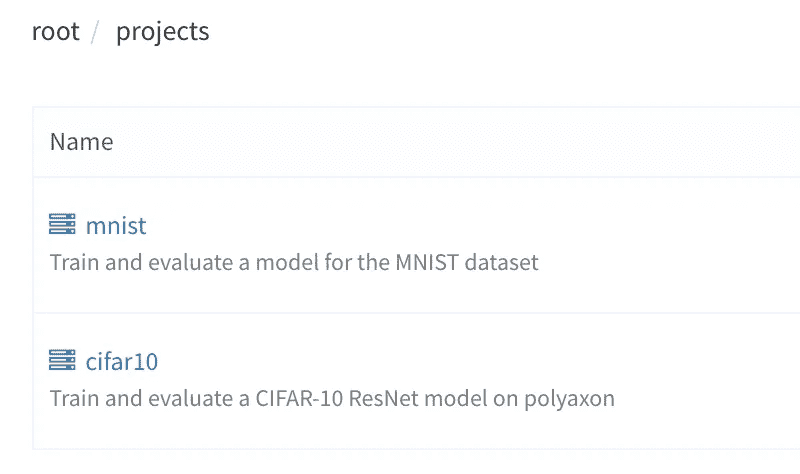 root / projects
Name
mnist
Train and evaluate a model for the MNIST dataset
cifar10
Train and evaluate a CIFAR-10 ResNet model on polyaxon